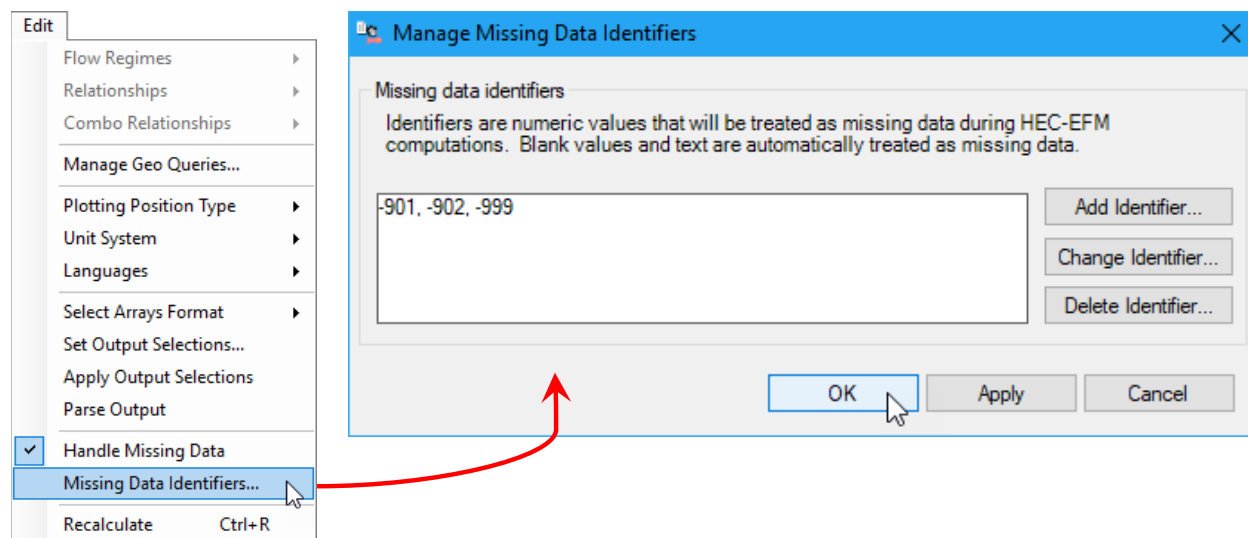 Edit
Flow Regimes
Relationships
Combo Relationships
Manage Geo Queries...
Plotting Position Type
Unit System
Languages
Select Arrays Format
Set Output Selections...
Apply Output Selections
Parse Output
Handle Missing Data
Missing Data Identifiers...
Recalculate Ctrl+R
Manage Missing Data Identifiers
Missing data identifiers
Identifiers are numeric values that will be treated as missing data during HEC-EFM
computations. Blank values and text are automatically treated as missing data.
-901, -902, -999
Add Identifier...
Change Identifier...
Delete Identifier...
OK Apply Cancel